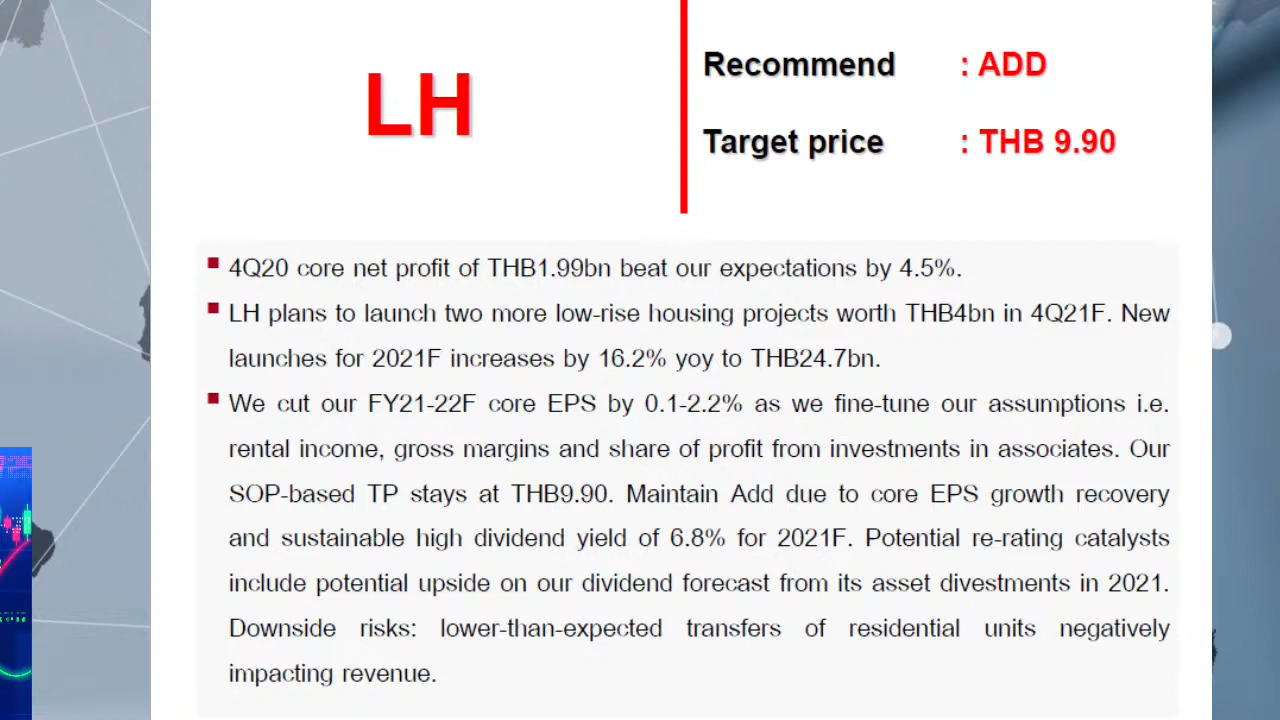 LH
Recommend : ADD
Target price : THB 9.90
4Q20 core net profit of THB1.99bn beat our expectations by 4.5%.
LH plans to launch two more low-rise housing projects worth THB4bn in 4Q21F. New
launches for 2021F increases by 16.2% yoy to THB24.7bn.
We cut our FY21-22F core EPS by 0.1-2.2% as we fine-tune our assumptions i.e.
rental income, gross margins and share of profit from investments in associates. Our
SOP-based TP stays at THB9.90. Maintain Add due to core EPS growth recovery
and sustainable high dividend yield of 6.8% for 2021F. Potential re-rating catalysts
include potential upside on our dividend forecast from its asset divestments in 2021.
Downside risks: lower-than-expected transfers of residential units negatively
impacting revenue.